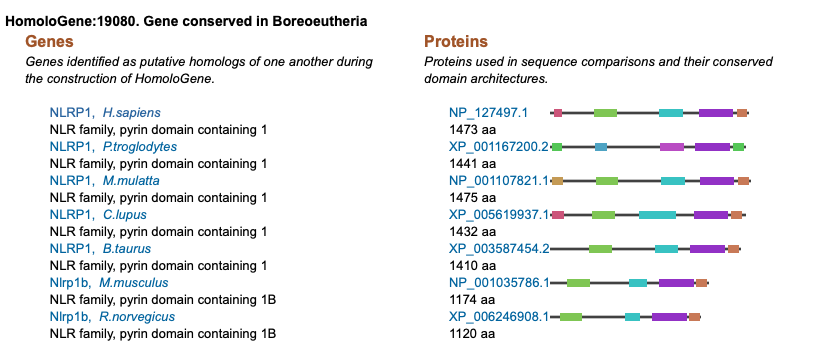 HomoloGene:19080. Gene conserved in Boreoeutheria
Genes
Genes identified as putative homologs of one another during
the construction of HomoloGene.
Proteins
Proteins used in sequence comparisons and their conserved
domain architectures.
NLRP1, H.sapiens
NLR family, pyrin domain containing 1
NLRP1, P.troglodytes
NLR family, pyrin domain containing 1
NLRP1, M.mulatta
NLR family, pyrin domain containing 1
NLRP1, C.lupus
NLR family, pyrin domain containing 1
NLRP1, B.taurus
NLR family, pyrin domain containing 1
Nlrp1b, M.musculus
NLR family, pyrin domain containing 1B
Nlrp1b, R.norvegicus
NLR family, pyrin domain containing 1B
NP_127497.1
1473 aa
XP_001167200.2
1441 aa
NP_001107821.1
1475 aa
XP_005619937.1
1432 aa
XP_003587454.2
1410 aa
NP_001035786.1
1174 aa
XP_006246908.1
1120 aa